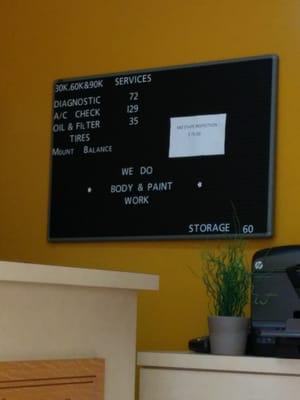 30K,60K&90K SERVICES
DIAGNOSTIC 72
A/C CHECK 129
OIL & FILTER 35
TIRES
MOUNT BALANCE
WE DO
BODY & PAINT
WORK
STORAGE 60
hp